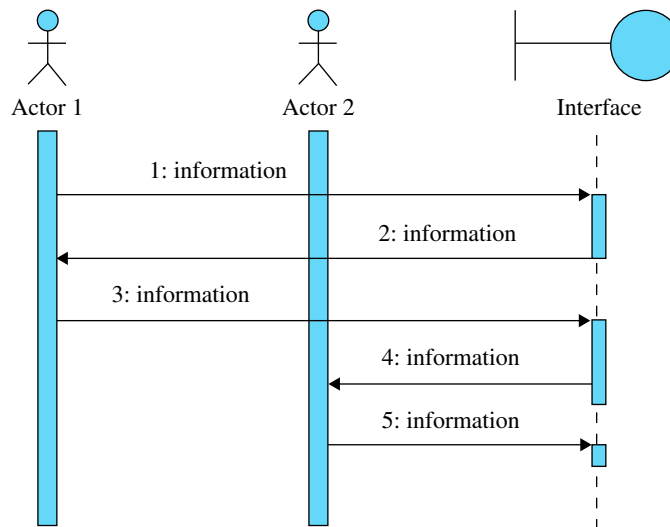 Actor 1
Actor 2
Interface
1: information
2: information
3: information
4: information
5: information